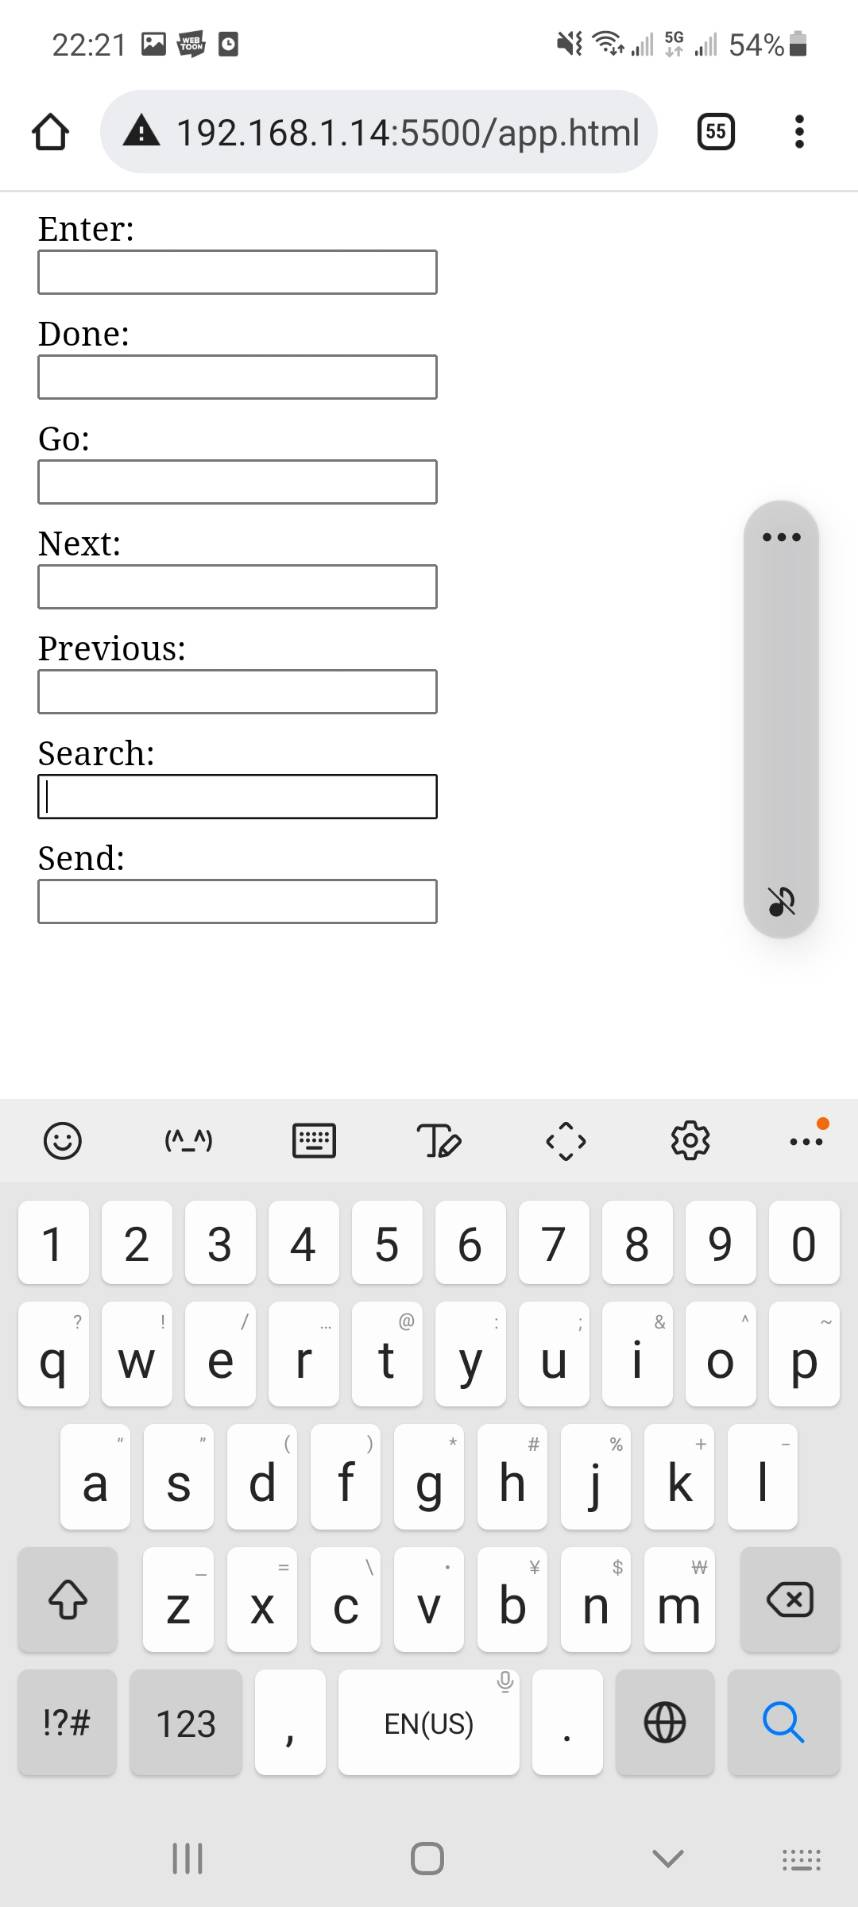 22:21 WEB TOON 5G 54%
192.168.1.14:5500/app.html 55
Enter:
Done:
Go:
Next:
Previous:
Search:
Send:
(^_^)
1 2 3 4 5 6 7 8 9 0
? ! / ... @ : ; & ^ ~
q w e r t y u i o p
" " ( ) * # % + -
a s d f g h j k l
_ = \ · ¥ $ ₩
z x c v b n m
!?# 123 , EN(US) .